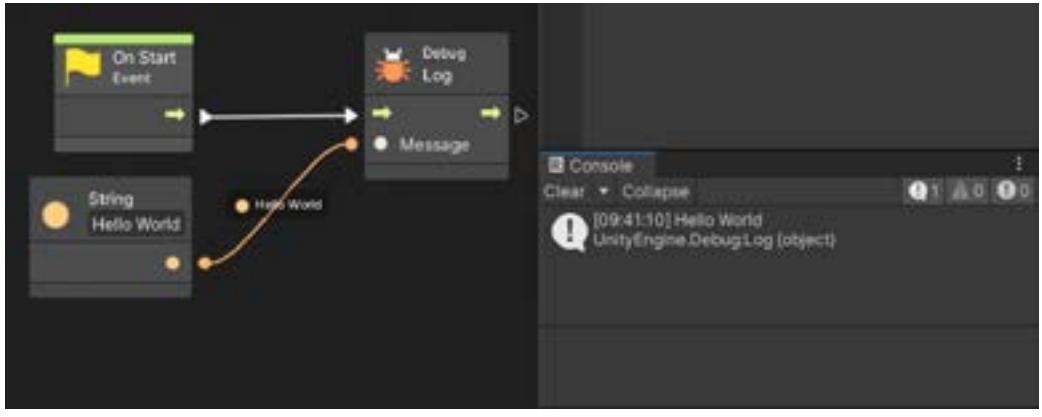 On Start
Event
Debug
Log
Message
String
Hello World
Hello World
Console
Clear Collapse 1 0 0
[09:41:10] Hello World
UnityEngine.Debug:Log (object)